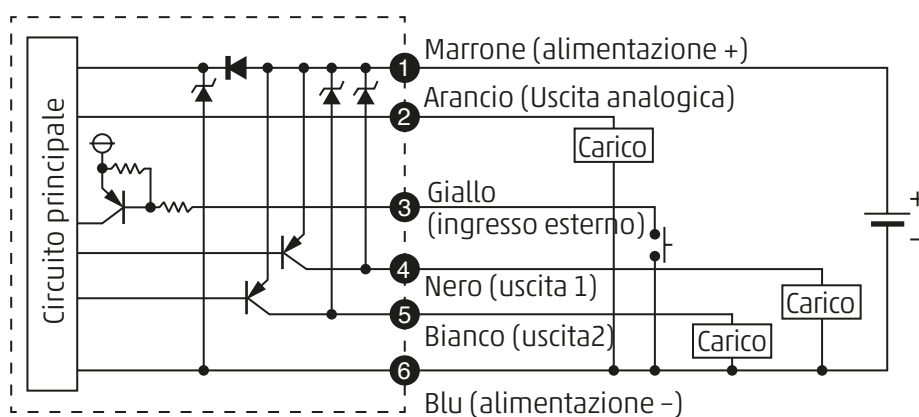 Circuito principale
1 Marrone (alimentazione +)
2 Arancio (Uscita analogica)
Carico
3 Giallo
(ingresso esterno)
4 Nero (uscita 1)
Carico
5 Bianco (uscita2)
Carico
6 Blu (alimentazione –)
+
–